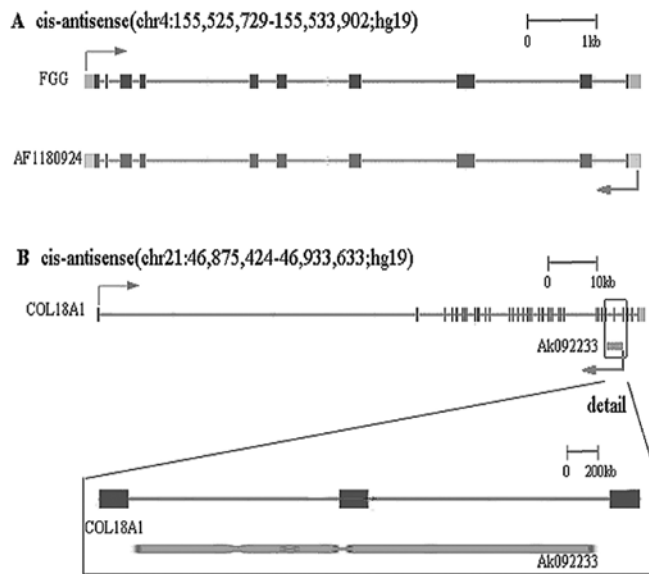 A cis-antisense(chr4:155,525,729-155,533,902;hg19)
0 1kb
FGG
AF1180924
B cis-antisense(chr21:46,875,424-46,933,633;hg19)
0 10kb
COL18A1
Ak092233
detail
0 200kb
COL18A1
Ak092233